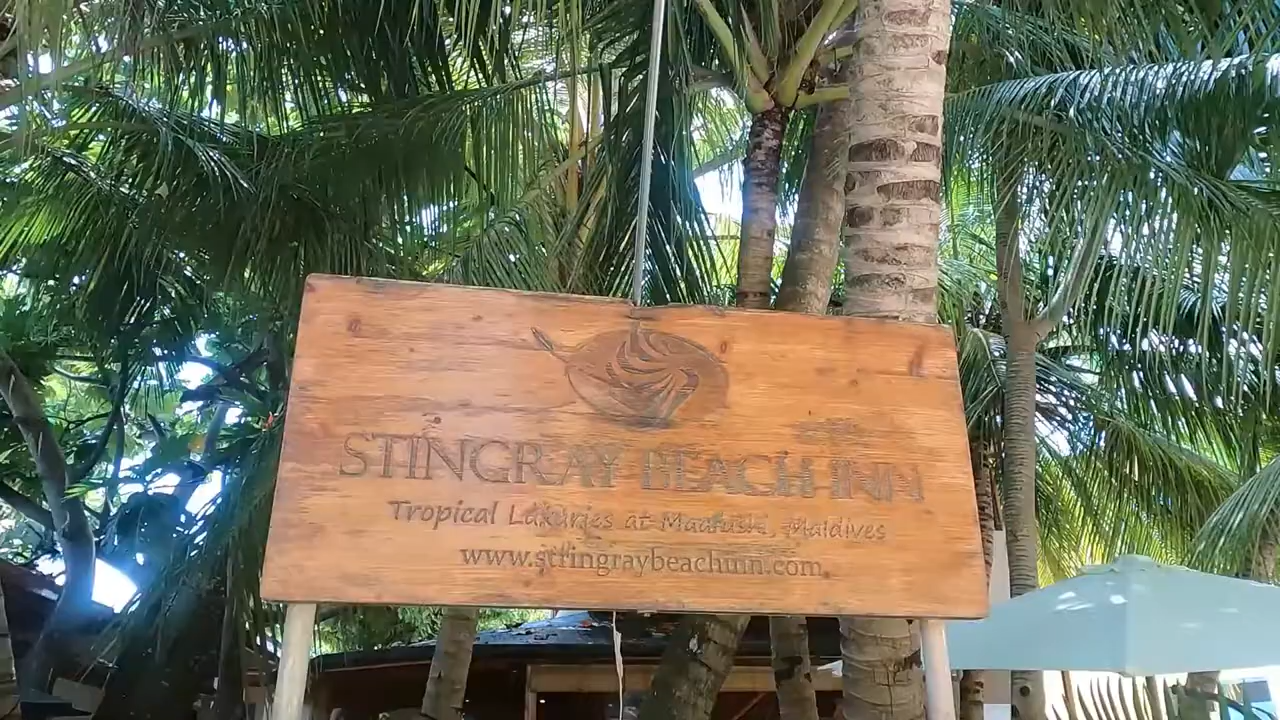 STINGRAY BEACH INN
Tropical Luxuries at Maafushi, Maldives
www.stingraybeachinn.com